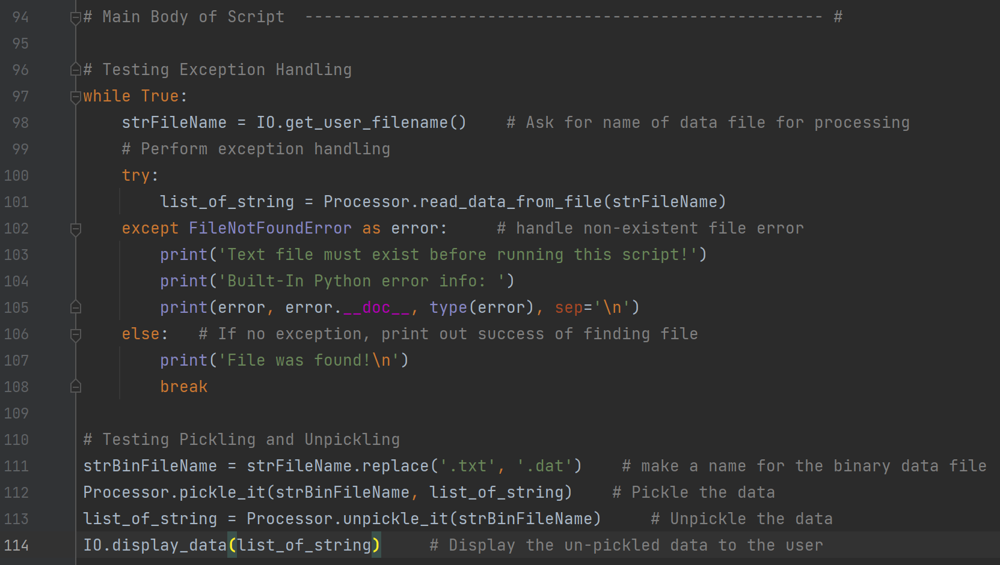 94 # Main Body of Script  ------------------------------------------------------ #
95
96 # Testing Exception Handling
97 while True:
98     strFileName = IO.get_user_filename()    # Ask for name of data file for processing
99     # Perform exception handling
100     try:
101         list_of_string = Processor.read_data_from_file(strFileName)
102     except FileNotFoundError as error:     # handle non-existent file error
103         print('Text file must exist before running this script!')
104         print('Built-In Python error info: ')
105         print(error, error.__doc__, type(error), sep='\n')
106     else:   # If no exception, print out success of finding file
107         print('File was found!\n')
108         break
109
110 # Testing Pickling and Unpickling
111 strBinFileName = strFileName.replace('.txt', '.dat')    # make a name for the binary data file
112 Processor.pickle_it(strBinFileName, list_of_string)    # Pickle the data
113 list_of_string = Processor.unpickle_it(strBinFileName)     # Unpickle the data
114 IO.display_data(list_of_string)     # Display the un-pickled data to the user